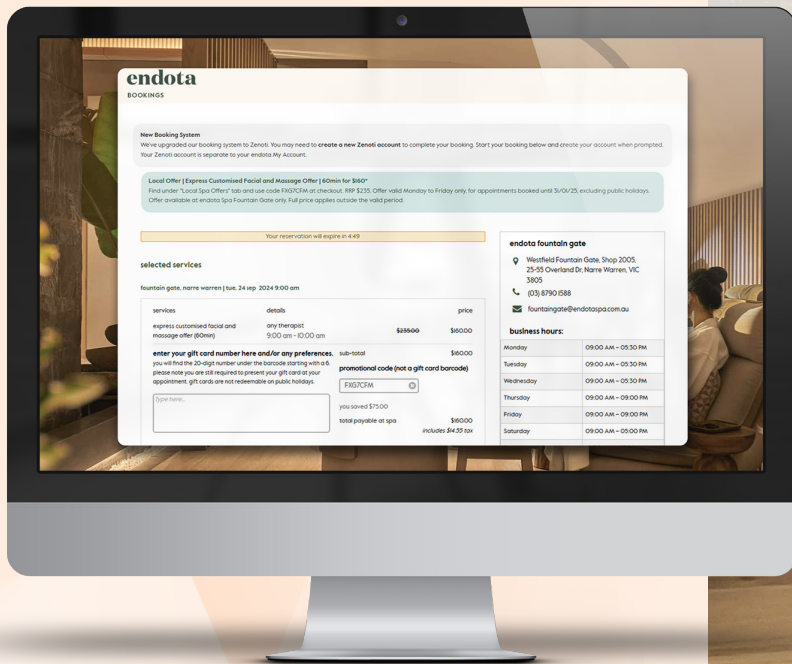 endota
BOOKINGS
New Booking System
We've upgraded our booking system to Zenoti. You may need to create a new Zenoti account to complete your booking. Start your booking below and create your account when prompted.
Your Zenoti account is separate to your endota My Account.
Local Offer | Express Customised Facial and Massage Offer | 60min for $160*
Find under "Local Spa Offers" tab and use code FXG7CFM at checkout. RRP $235. Offer valid Monday to Friday only, for appointments booked until 31/01/25, excluding public holidays.
Offer available at endota Spa Fountain Gate only. Full price applies outside the valid period.
Your reservation will expire in 4:49
selected services
fountain gate, narre warren | tue, 24 sep 2024 9:00 am
services details price
express customised facial and
massage offer (60min)
any therapist
9:00 am - 10:00 am
$235.00 $160.00
enter your gift card number here and/or any preferences.
you will find the 20-digit number under the barcode starting with a 6.
please note you are still required to present your gift card at your
appointment, gift cards are not redeemable on public holidays.
Type here...
sub-total $160.00
promotional code (not a gift card barcode)
FXG7CFM
you saved $75.00
total payable at spa $160.00
includes $14.55 tax
endota fountain gate
Westfield Fountain Gate, Shop 2005,
25-55 Overland Dr, Narre Warren, VIC
3805
(03) 8790 1588
fountaingate@endotaspa.com.au
business hours:
Monday 09:00 AM – 05:30 PM
Tuesday 09:00 AM – 05:30 PM
Wednesday 09:00 AM – 05:30 PM
Thursday 09:00 AM – 09:00 PM
Friday 09:00 AM – 09:00 PM
Saturday 09:00 AM – 05:00 PM